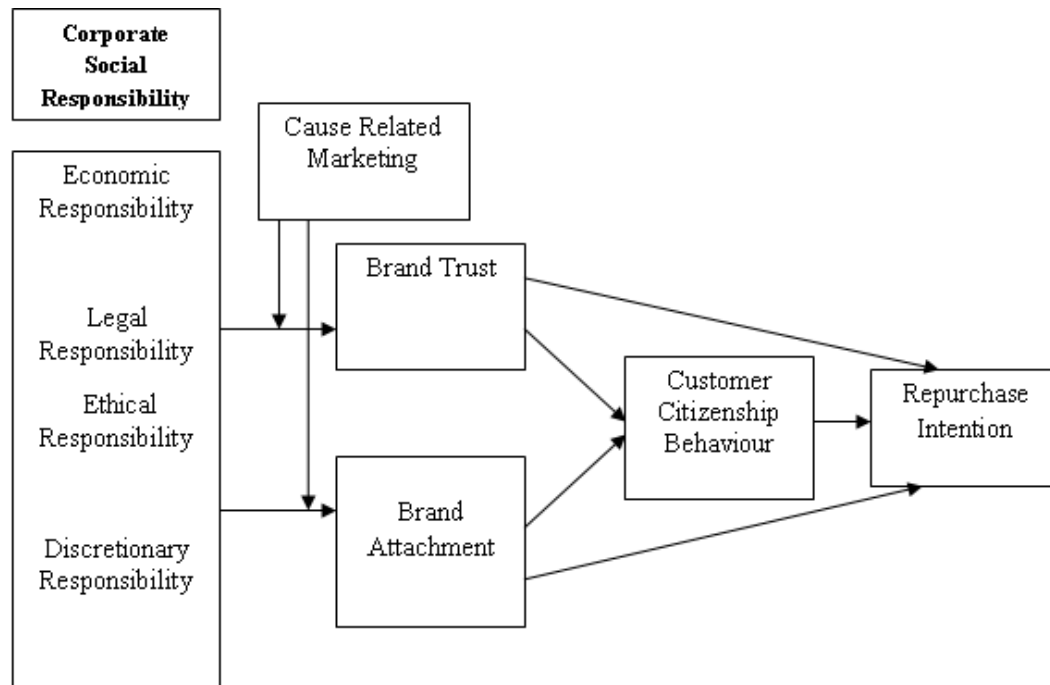 Corporate
Social
Responsibility
Cause Related
Marketing
Economic
Responsibility
Legal
Responsibility
Ethical
Responsibility
Discretionary
Responsibility
Brand Trust
Brand
Attachment
Customer
Citizenship
Behaviour
Repurchase
Intention